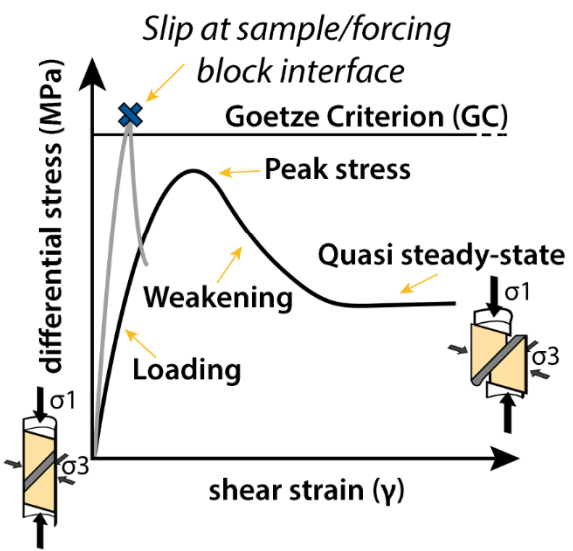 Slip at sample/forcing
block interface
differential stress (MPa)
Goetze Criterion (GC)
Peak stress
Quasi steady-state
Weakening
Loading
σ1
σ3
σ1
σ3
shear strain (γ)